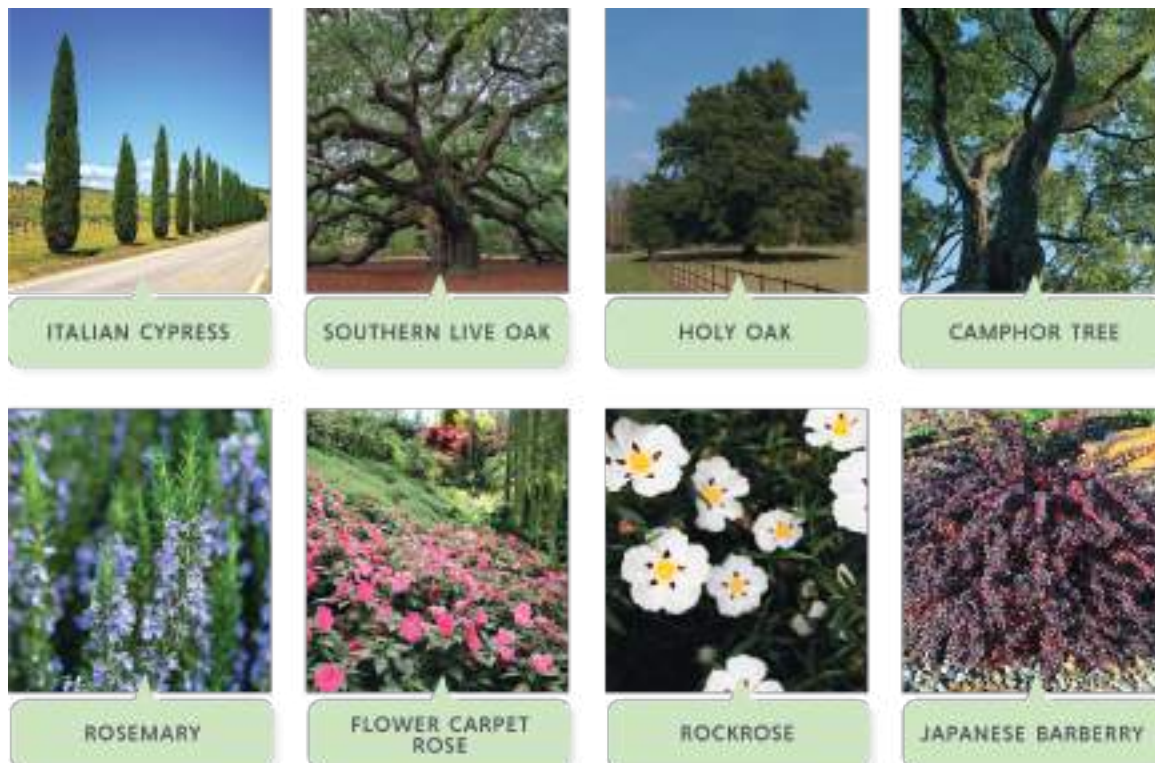 ITALIAN CYPRESS
SOUTHERN LIVE OAK
HOLY OAK
CAMPHOR TREE
ROSEMARY
FLOWER CARPET
ROSE
ROCKROSE
JAPANESE BARBERRY